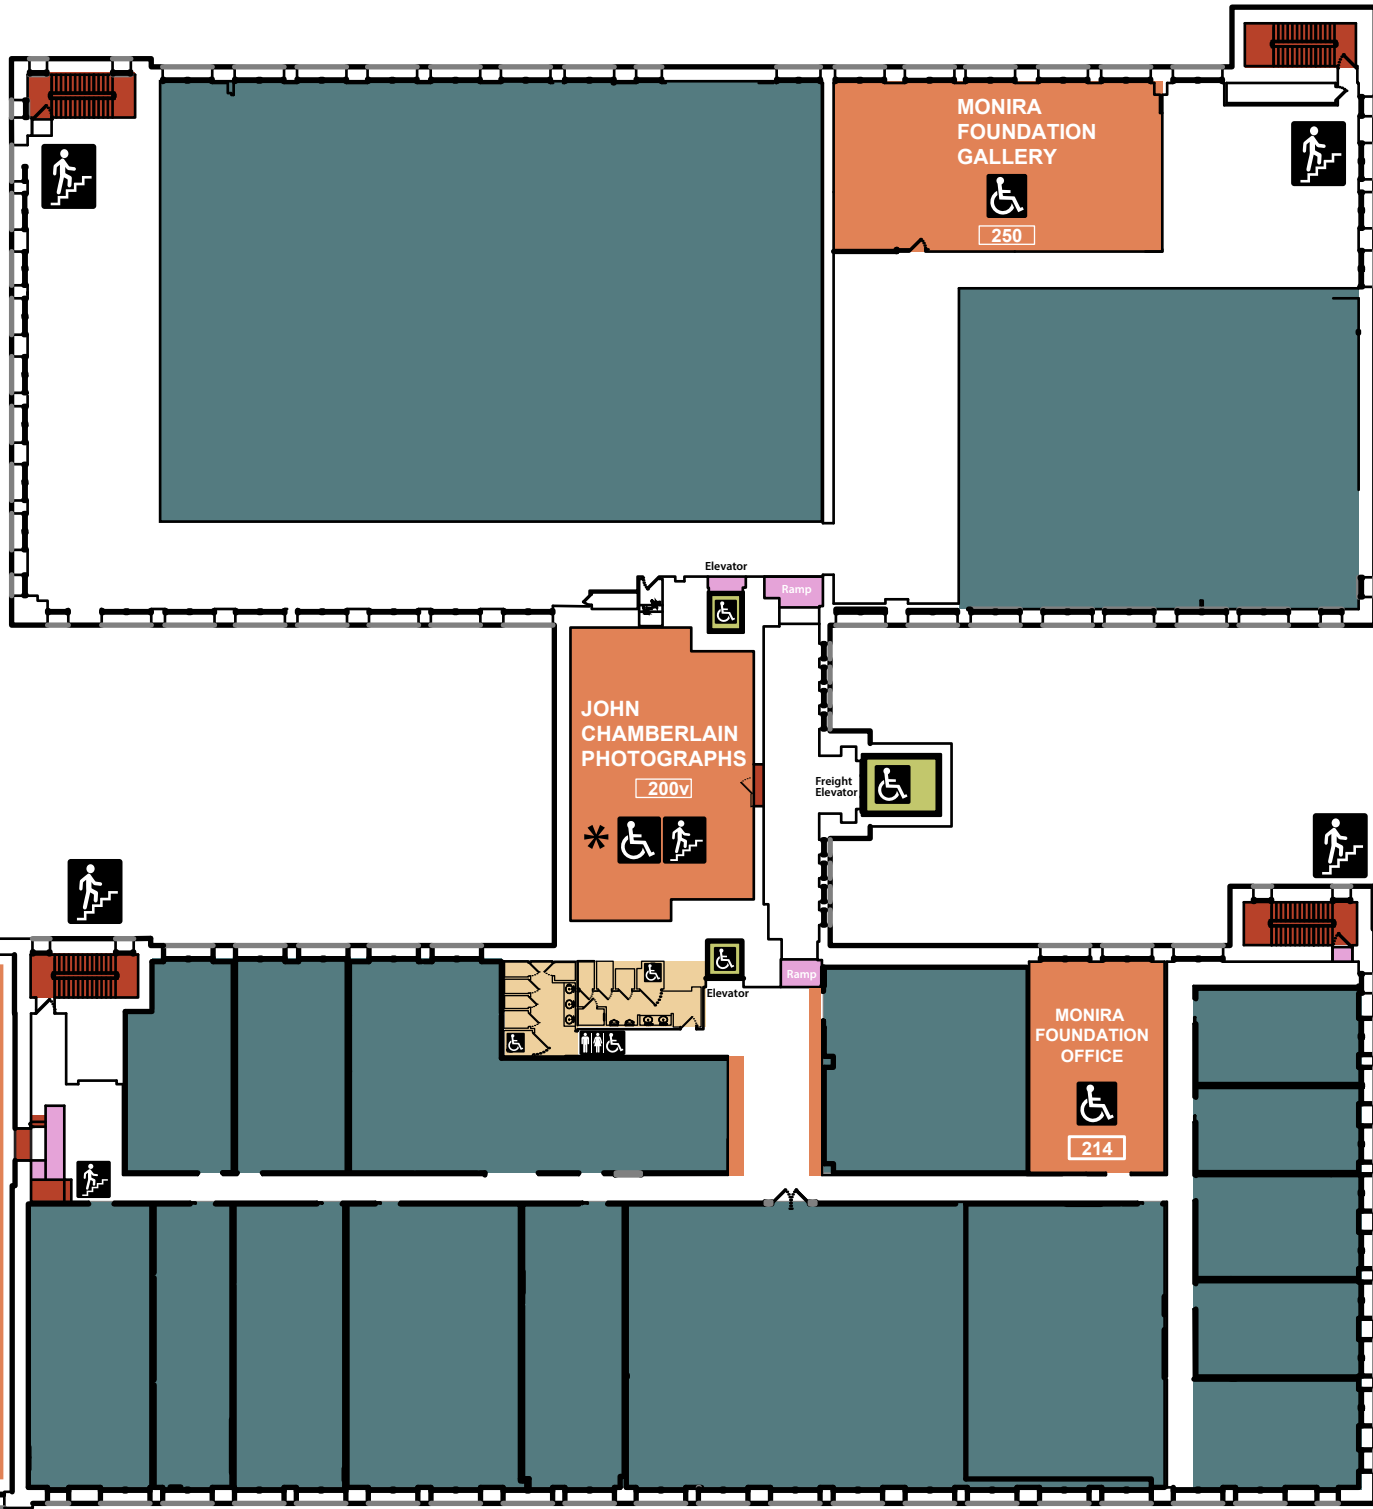 MONIRA
FOUNDATION
GALLERY
250
Elevator
Ramp
JOHN
CHAMBERLAIN
PHOTOGRAPHS
200v
*
Freight
Elevator
Ramp
Elevator
MONIRA
FOUNDATION
OFFICE
214